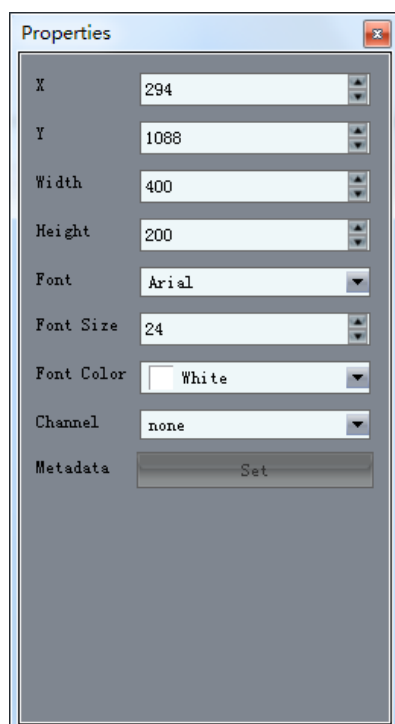 Properties
X 294
Y 1088
Width 400
Height 200
Font Arial
Font Size 24
Font Color White
Channel none
Metadata Set